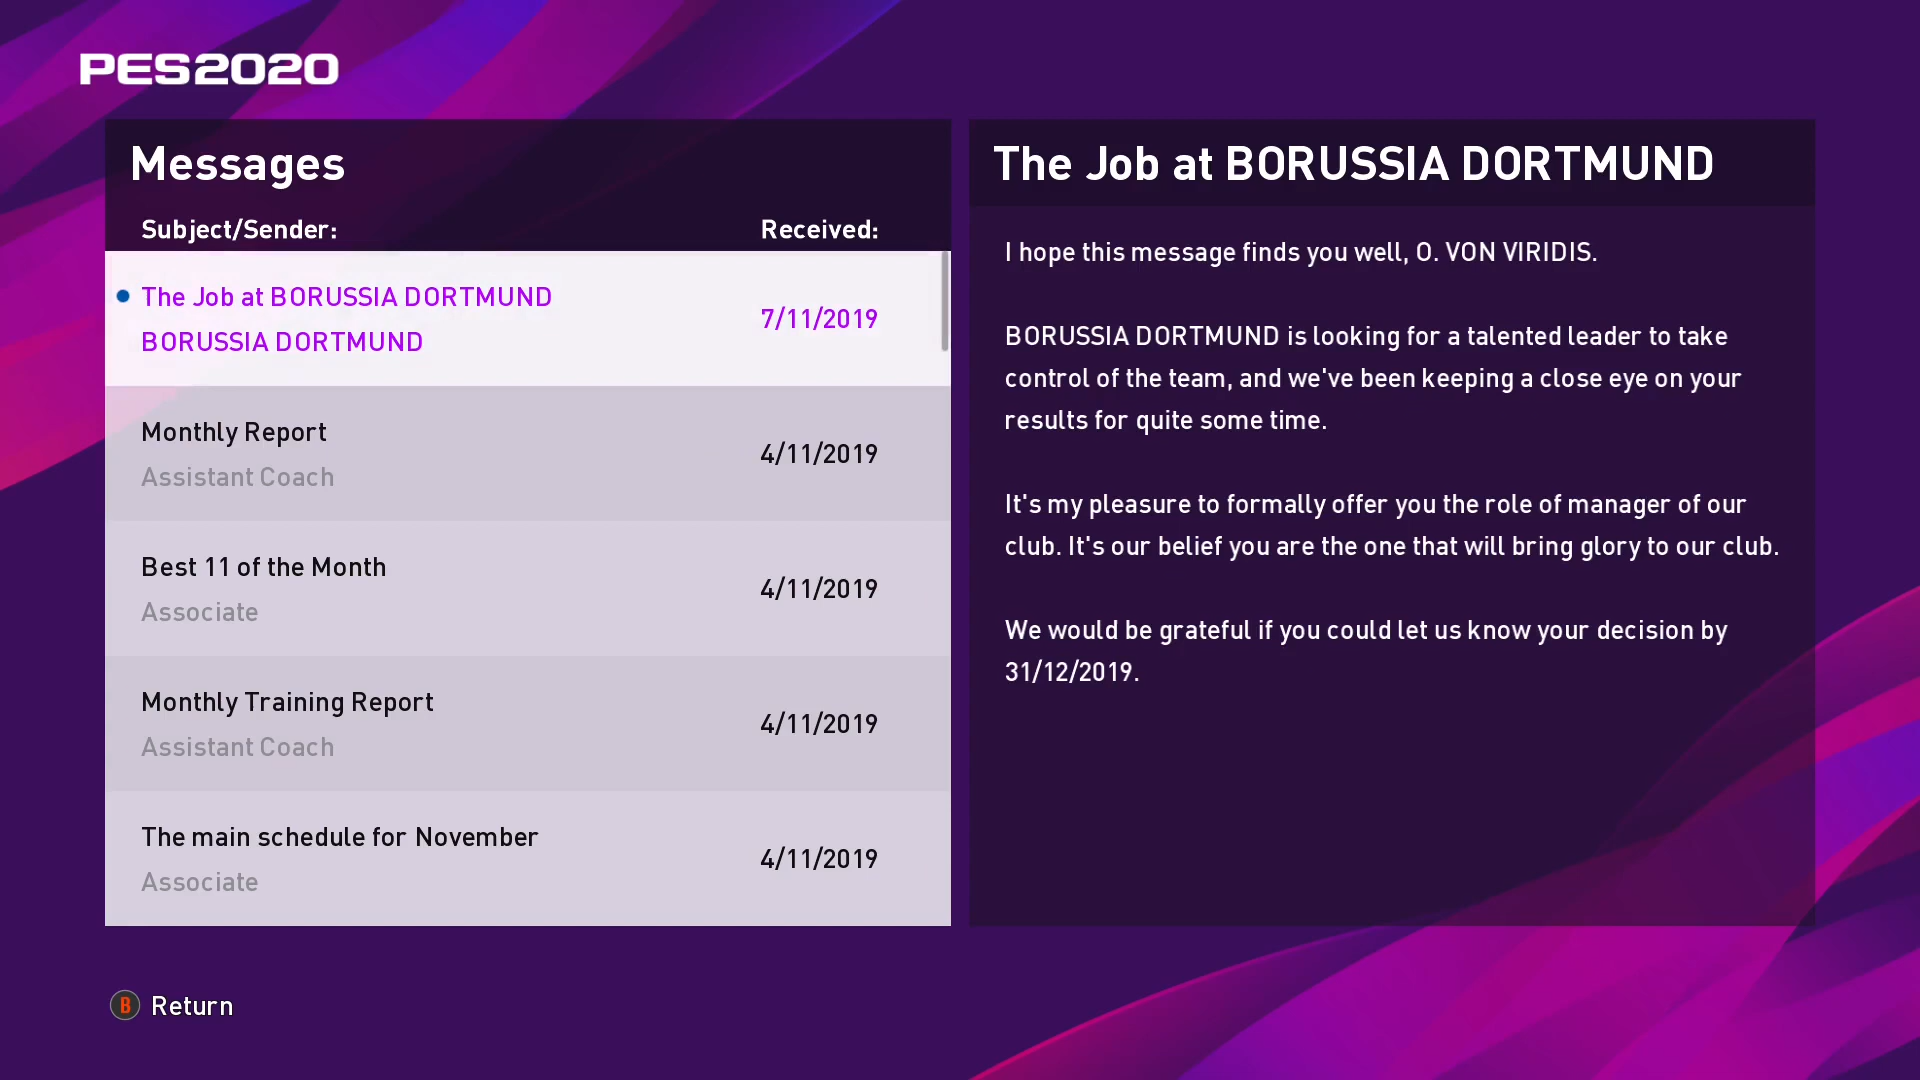 PES2020
Messages
Subject/Sender:
Received:
The Job at BORUSSIA DORTMUND
BORUSSIA DORTMUND
7/11/2019
Monthly Report
Assistant Coach
4/11/2019
Best 11 of the Month
Associate
4/11/2019
Monthly Training Report
Assistant Coach
4/11/2019
The main schedule for November
Associate
4/11/2019
The Job at BORUSSIA DORTMUND
I hope this message finds you well, O. VON VIRIDIS.
BORUSSIA DORTMUND is looking for a talented leader to take
control of the team, and we've been keeping a close eye on your
results for quite some time.
It's my pleasure to formally offer you the role of manager of our
club. It's our belief you are the one that will bring glory to our club.
We would be grateful if you could let us know your decision by
31/12/2019.
B Return